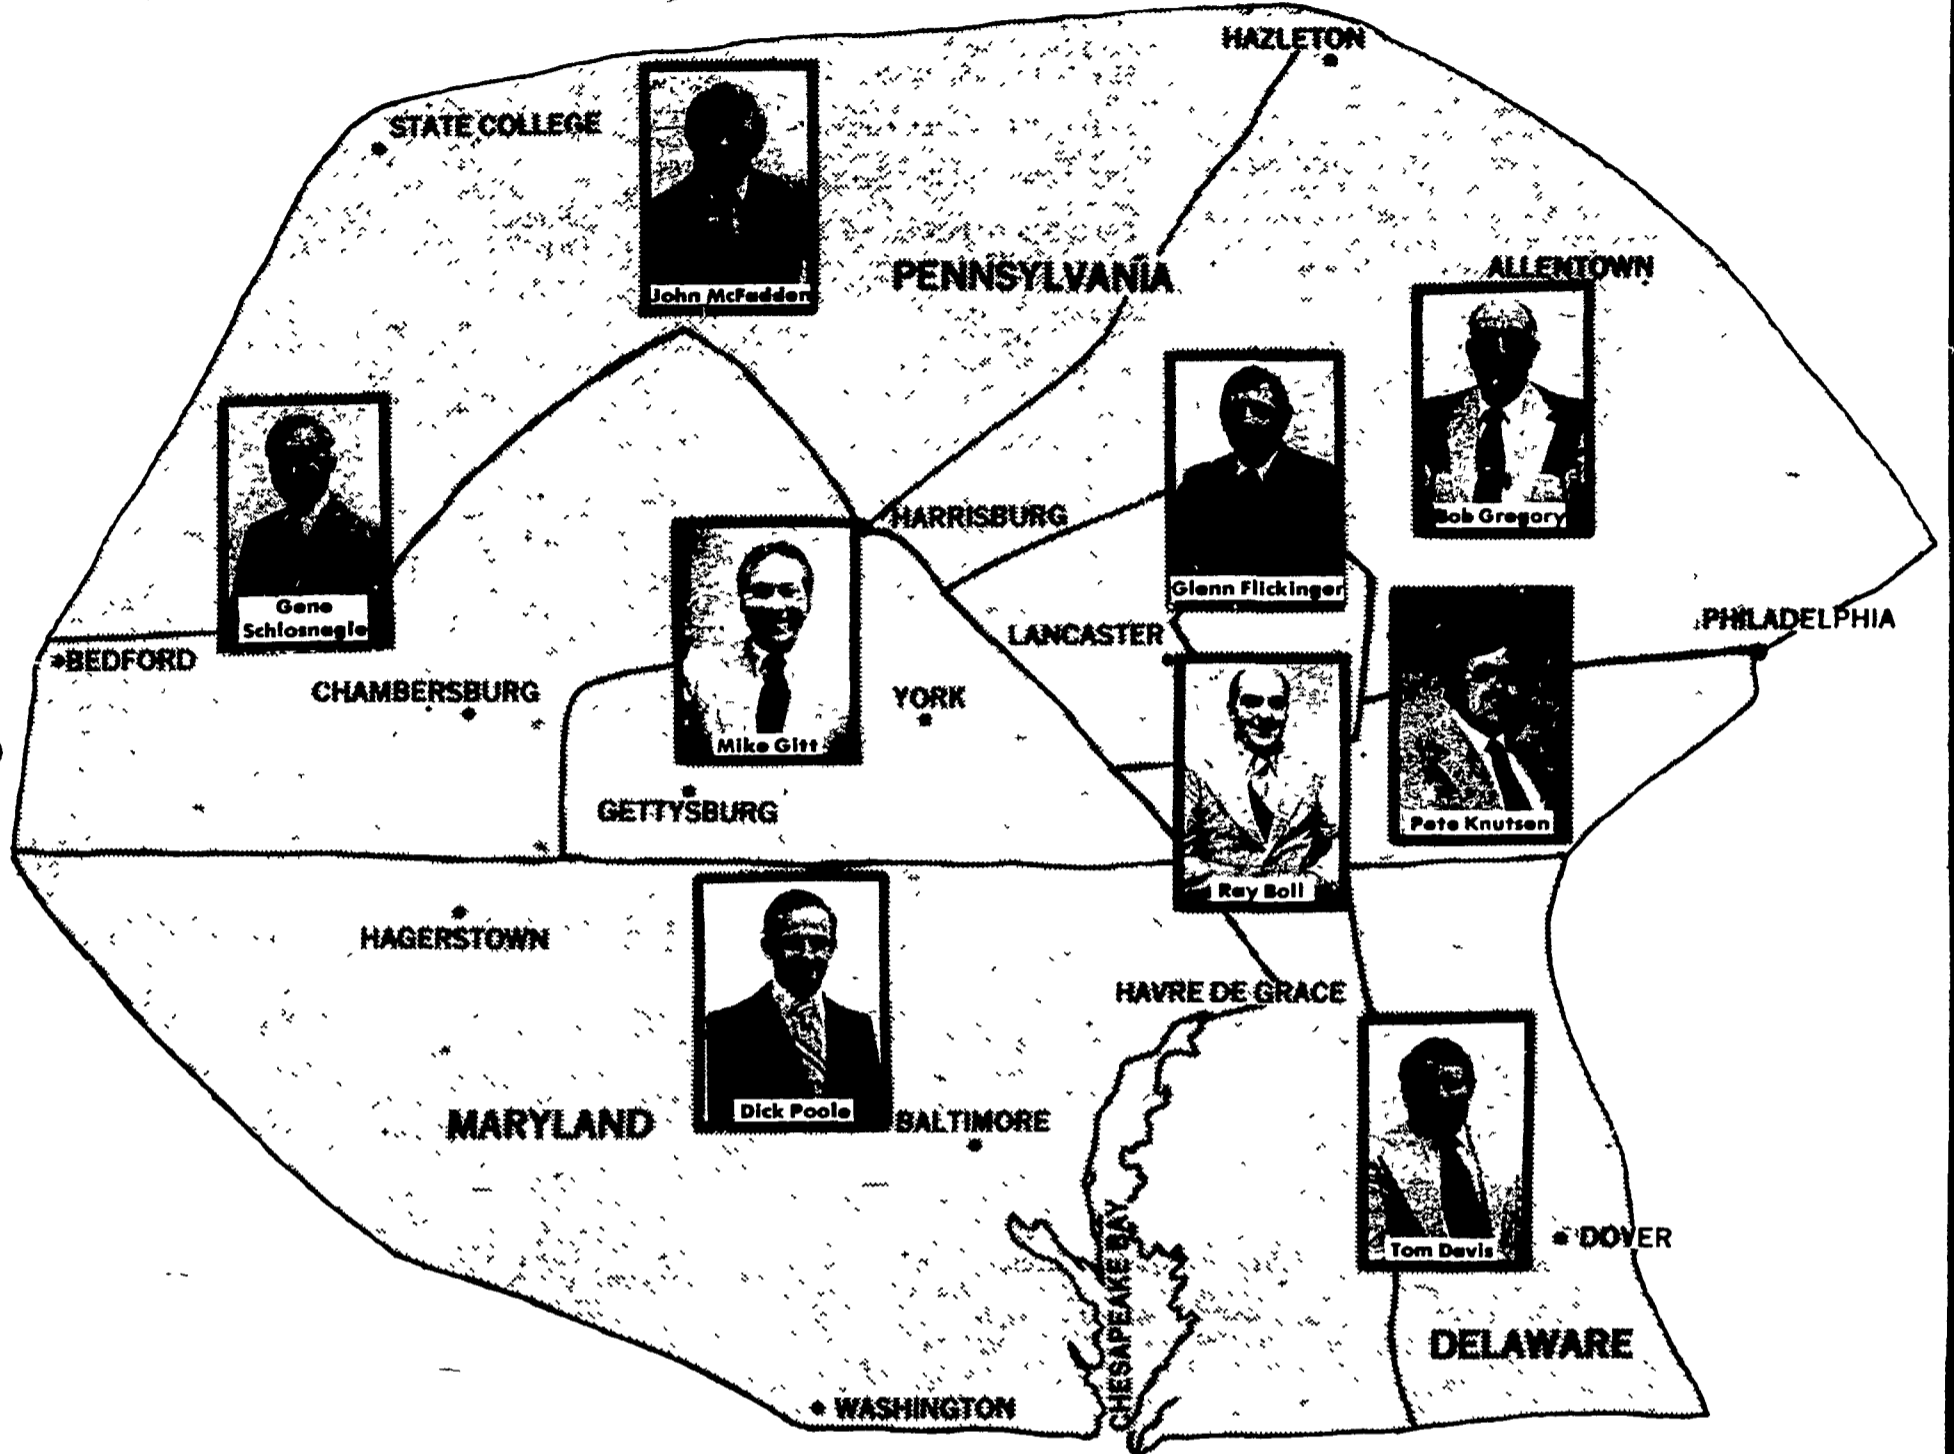 HAZLETON
STATE COLLEGE
John McFadden
PENNSYLVANIA
ALLENTOWN
Bob Gregory
HARRISBURG
Glenn Flickinger
Gene
Schlosnagle
LANCASTER
PHILADELPHIA
BEDFORD
CHAMBERSBURG
YORK
Mike Gitt
GETTYSBURG
Pete Knutsen
Ray Boll
HAGERSTOWN
HAVRE DE GRACE
MARYLAND
Dick Poole
BALTIMORE
CHESAPEAKE BAY
Tom Davis
DOVER
DELAWARE
WASHINGTON